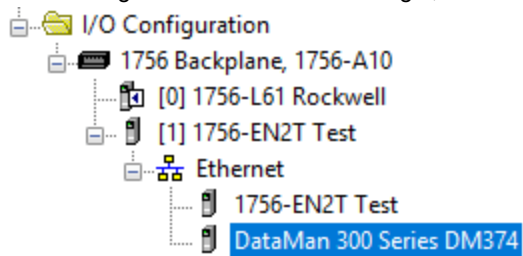 I/O Configuration
1756 Backplane, 1756-A10
[0] 1756-L61 Rockwell
[1] 1756-EN2T Test
Ethernet
1756-EN2T Test
DataMan 300 Series DM374